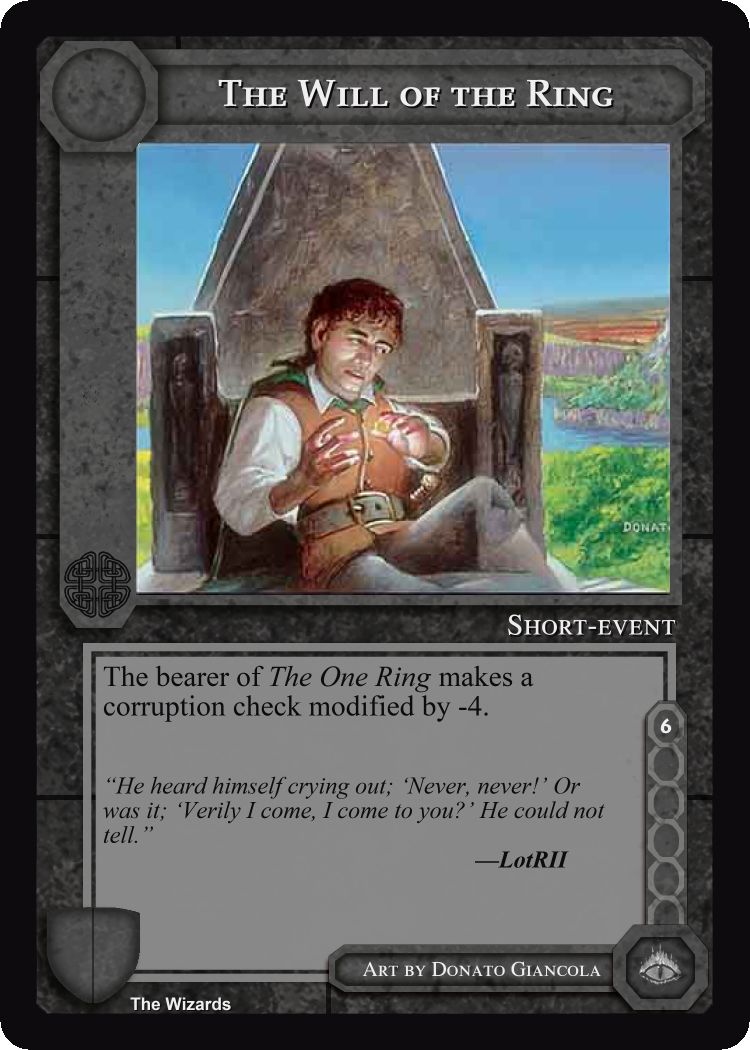 The Will of the Ring
DONAT
Short-event
The bearer of The One Ring makes a
corruption check modified by -4.
6
“He heard himself crying out; ‘Never, never!’ Or
was it; ‘Verily I come, I come to you?’ He could not
tell.”
—LotRII
Art by Donato Giancola
The Wizards